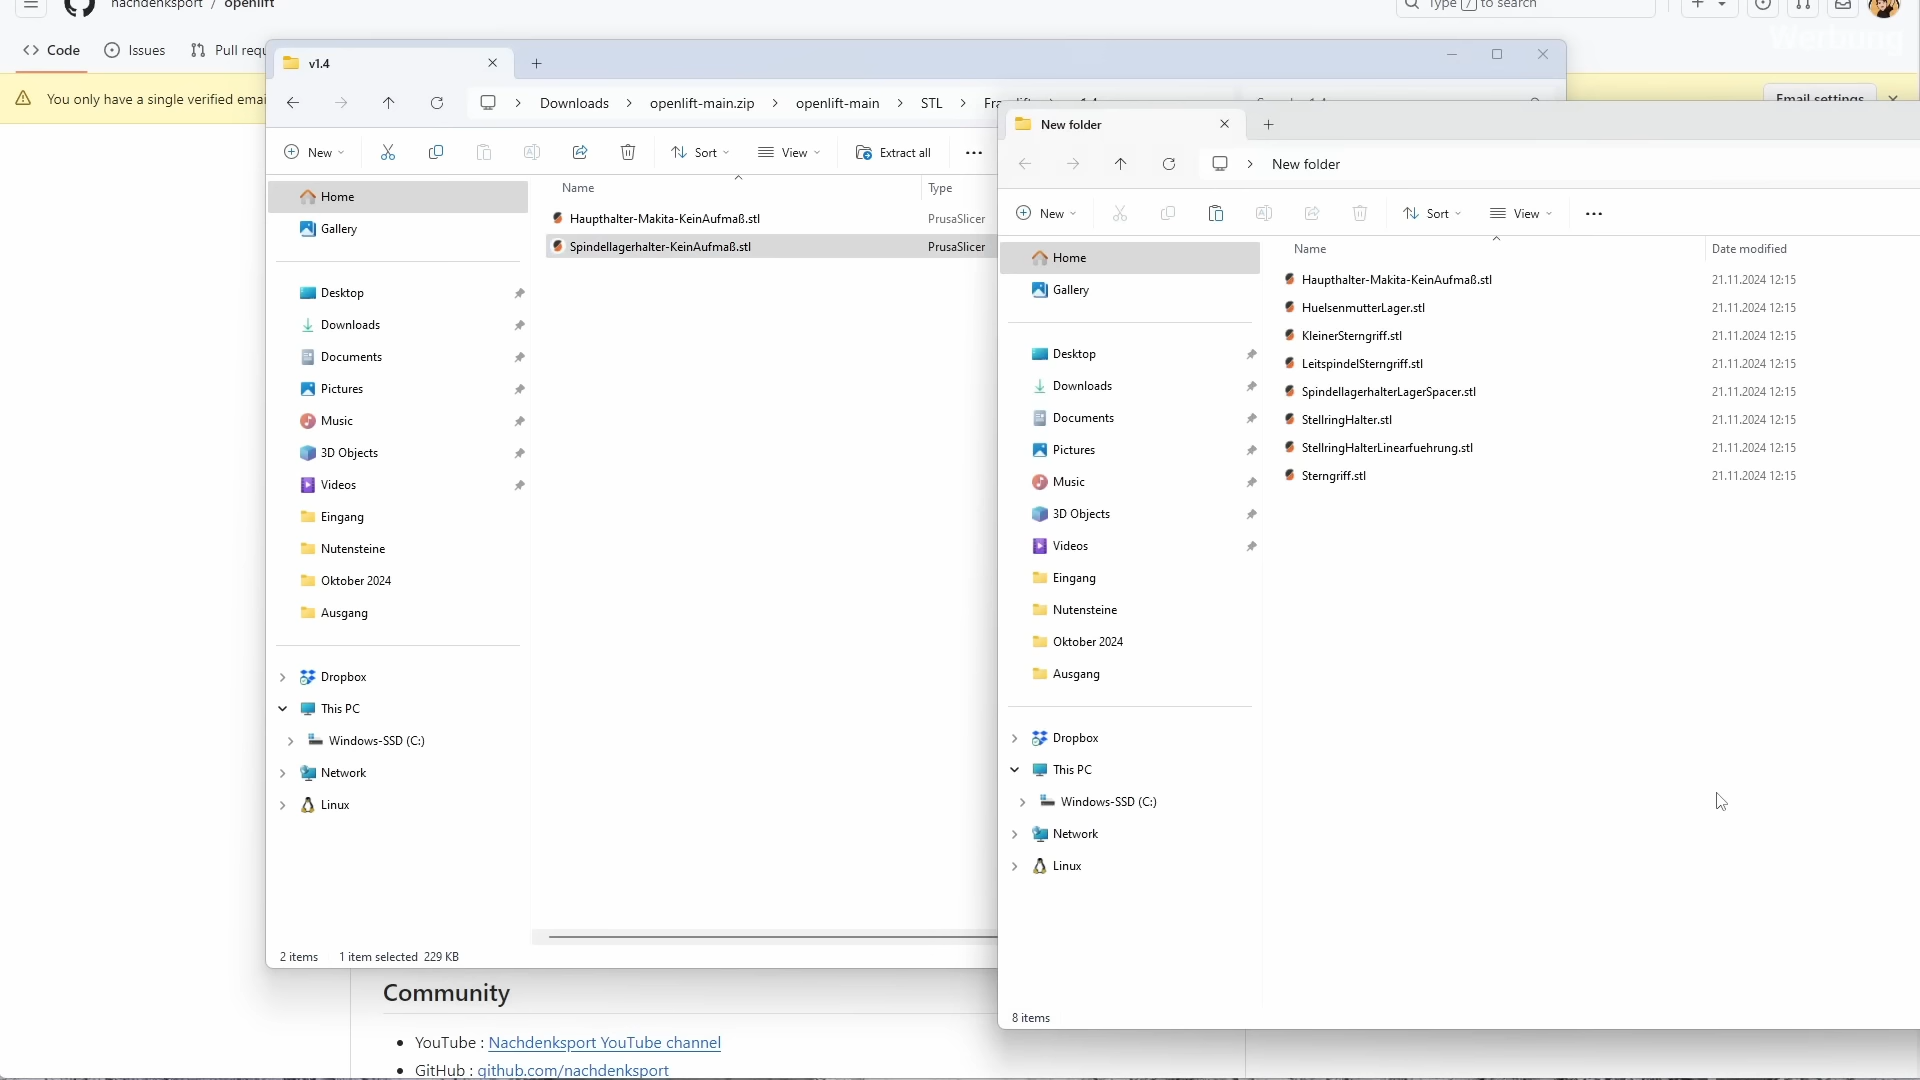 nachdenksport / openlift
Type / to search
Werbung
Code
Issues
Pull requ
You only have a single verified emai
Email settings
v1.4
Downloads
openlift-main.zip
openlift-main
STL
New
Sort
View
Extract all
Home
Gallery
Desktop
Downloads
Documents
Pictures
Music
3D Objects
Videos
Eingang
Nutensteine
Oktober 2024
Ausgang
Dropbox
This PC
Windows-SSD (C:)
Network
Linux
Name Type
Haupthalter-Makita-KeinAufmaß.stl PrusaSlicer
Spindellagerhalter-KeinAufmaß.stl PrusaSlicer
2 items 1 item selected 229 KB
New folder
New folder
New
Sort
View
Home
Gallery
Desktop
Downloads
Documents
Pictures
Music
3D Objects
Videos
Eingang
Nutensteine
Oktober 2024
Ausgang
Dropbox
This PC
Windows-SSD (C:)
Network
Linux
Name Date modified
Haupthalter-Makita-KeinAufmaß.stl 21.11.2024 12:15
HuelsenmutterLager.stl 21.11.2024 12:15
KleinerSterngriff.stl 21.11.2024 12:15
LeitspindelSterngriff.stl 21.11.2024 12:15
SpindellagerhalterLagerSpacer.stl 21.11.2024 12:15
StellringHalter.stl 21.11.2024 12:15
StellringHalterLinearfuehrung.stl 21.11.2024 12:15
Sterngriff.stl 21.11.2024 12:15
8 items
Community
YouTube : Nachdenksport YouTube channel
GitHub : github.com/nachdenksport